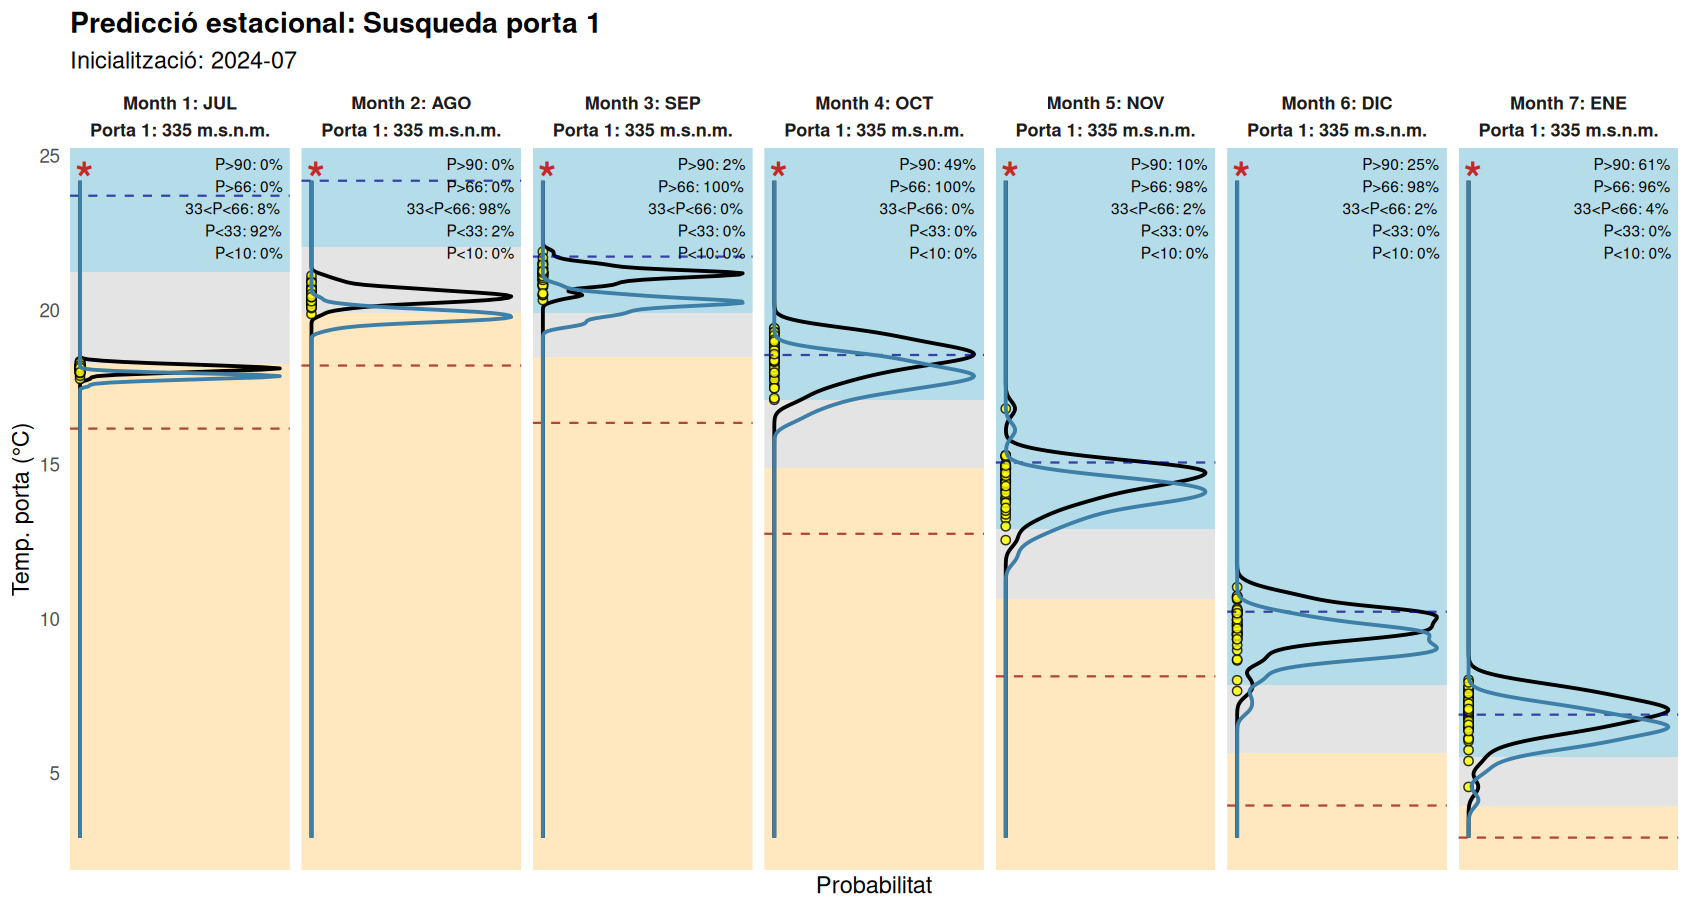 Predicció estacional: Susqueda porta 1
Inicialització: 2024-07
Month 1: JUL
Porta 1: 335 m.s.n.m.
Month 2: AGO
Porta 1: 335 m.s.n.m.
Month 3: SEP
Porta 1: 335 m.s.n.m.
Month 4: OCT
Porta 1: 335 m.s.n.m.
Month 5: NOV
Porta 1: 335 m.s.n.m.
Month 6: DIC
Porta 1: 335 m.s.n.m.
Month 7: ENE
Porta 1: 335 m.s.n.m.
Temp. porta (°C)
25
20
15
10
5
*
P>90: 0%
P>66: 0%
33<P<66: 8%
P<33: 92%
P<10: 0%
*
P>90: 0%
P>66: 0%
33<P<66: 98%
P<33: 2%
P<10: 0%
*
P>90: 2%
P>66: 100%
33<P<66: 0%
P<33: 0%
P<10: 0%
*
P>90: 49%
P>66: 100%
33<P<66: 0%
P<33: 0%
P<10: 0%
*
P>90: 10%
P>66: 98%
33<P<66: 2%
P<33: 0%
P<10: 0%
*
P>90: 25%
P>66: 98%
33<P<66: 2%
P<33: 0%
P<10: 0%
*
P>90: 61%
P>66: 96%
33<P<66: 4%
P<33: 0%
P<10: 0%
Probabilitat